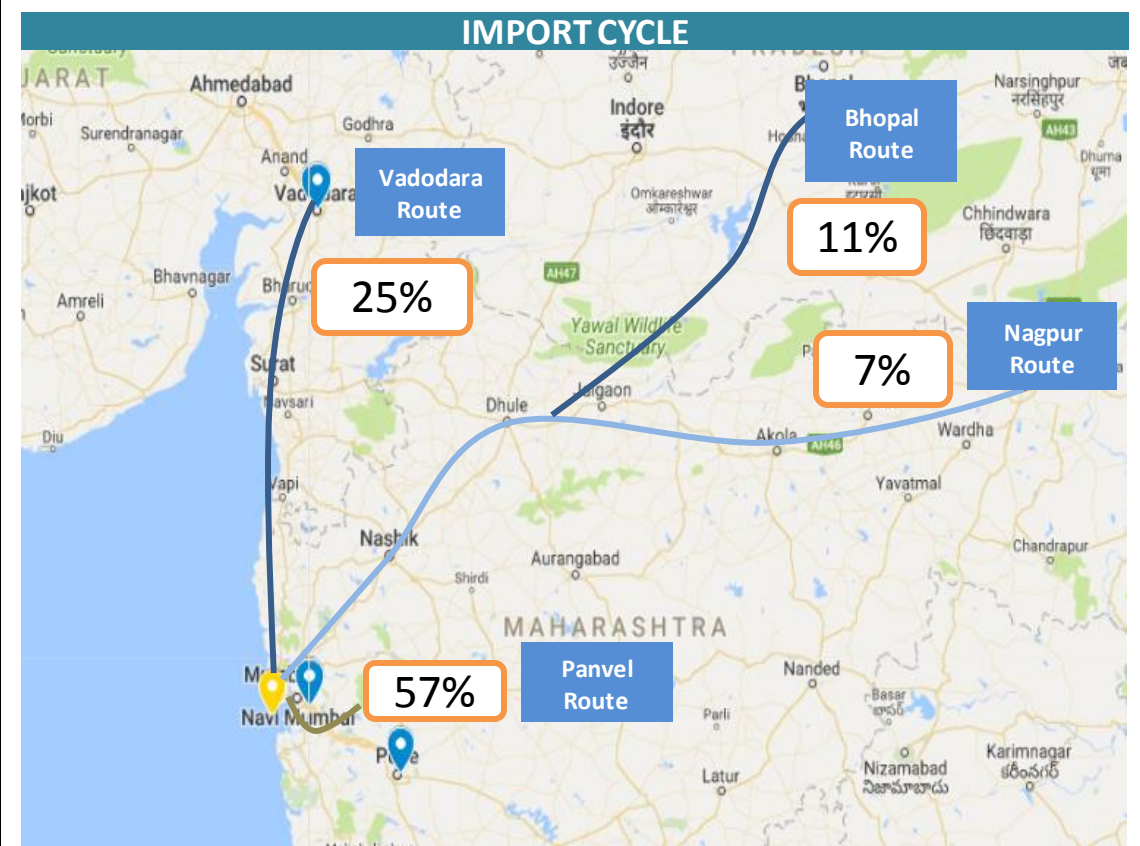 IMPORT CYCLE
उज्जैन
JARAT
Ahmedabad
Narsinghpur
नरसिंहपुर
Indore
इंदौर
Surendranagar
Godhra
Bhopal
Route
AH43
Anand
Dhuma
धूमा
Vadodara
Route
Omkareshwar
ओंकारेश्वर
Chhindwara
छिंदवाड़ा
11%
Bhavnagar
AH47
25%
Amreli
Yawal Wildlife
Sanctuary
Nagpur
Route
Surat
7%
Navsari
Jalgaon
Dhule
Diu
Akola
AH46
Wardha
Vapi
Yavatmal
Nashik
Aurangabad
Chandrapur
Shirdi
MAHARASHTRA
Panvel
Route
57%
Nanded
Navi Mumbai
Basar
Parli
Nizamabad
నిజామాబాదు
Karimnagar
కరీంనగర్
Latur